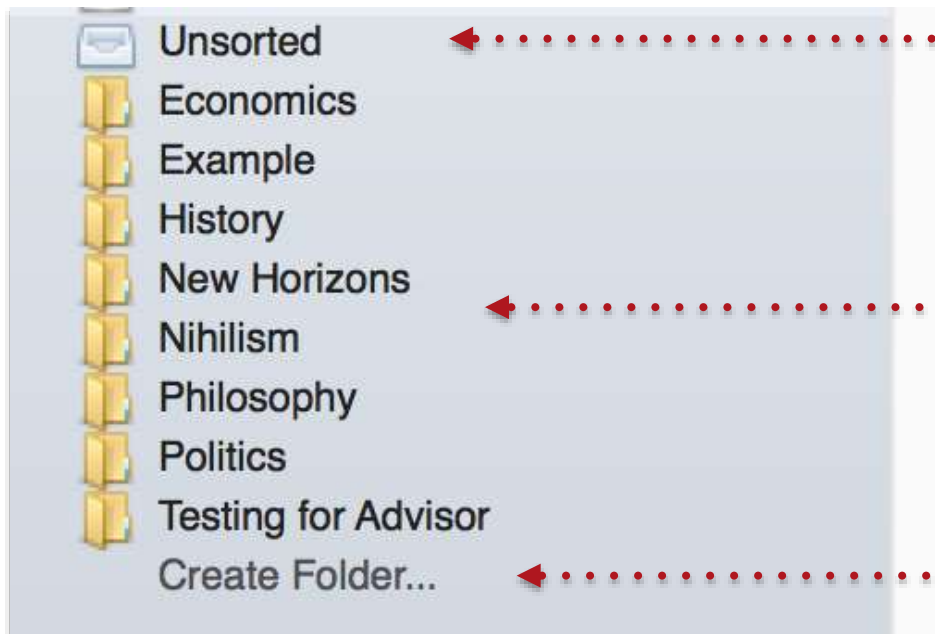 Unsorted
Economics
Example
History
New Horizons
Nihilism
Philosophy
Politics
Testing for Advisor
Create Folder...